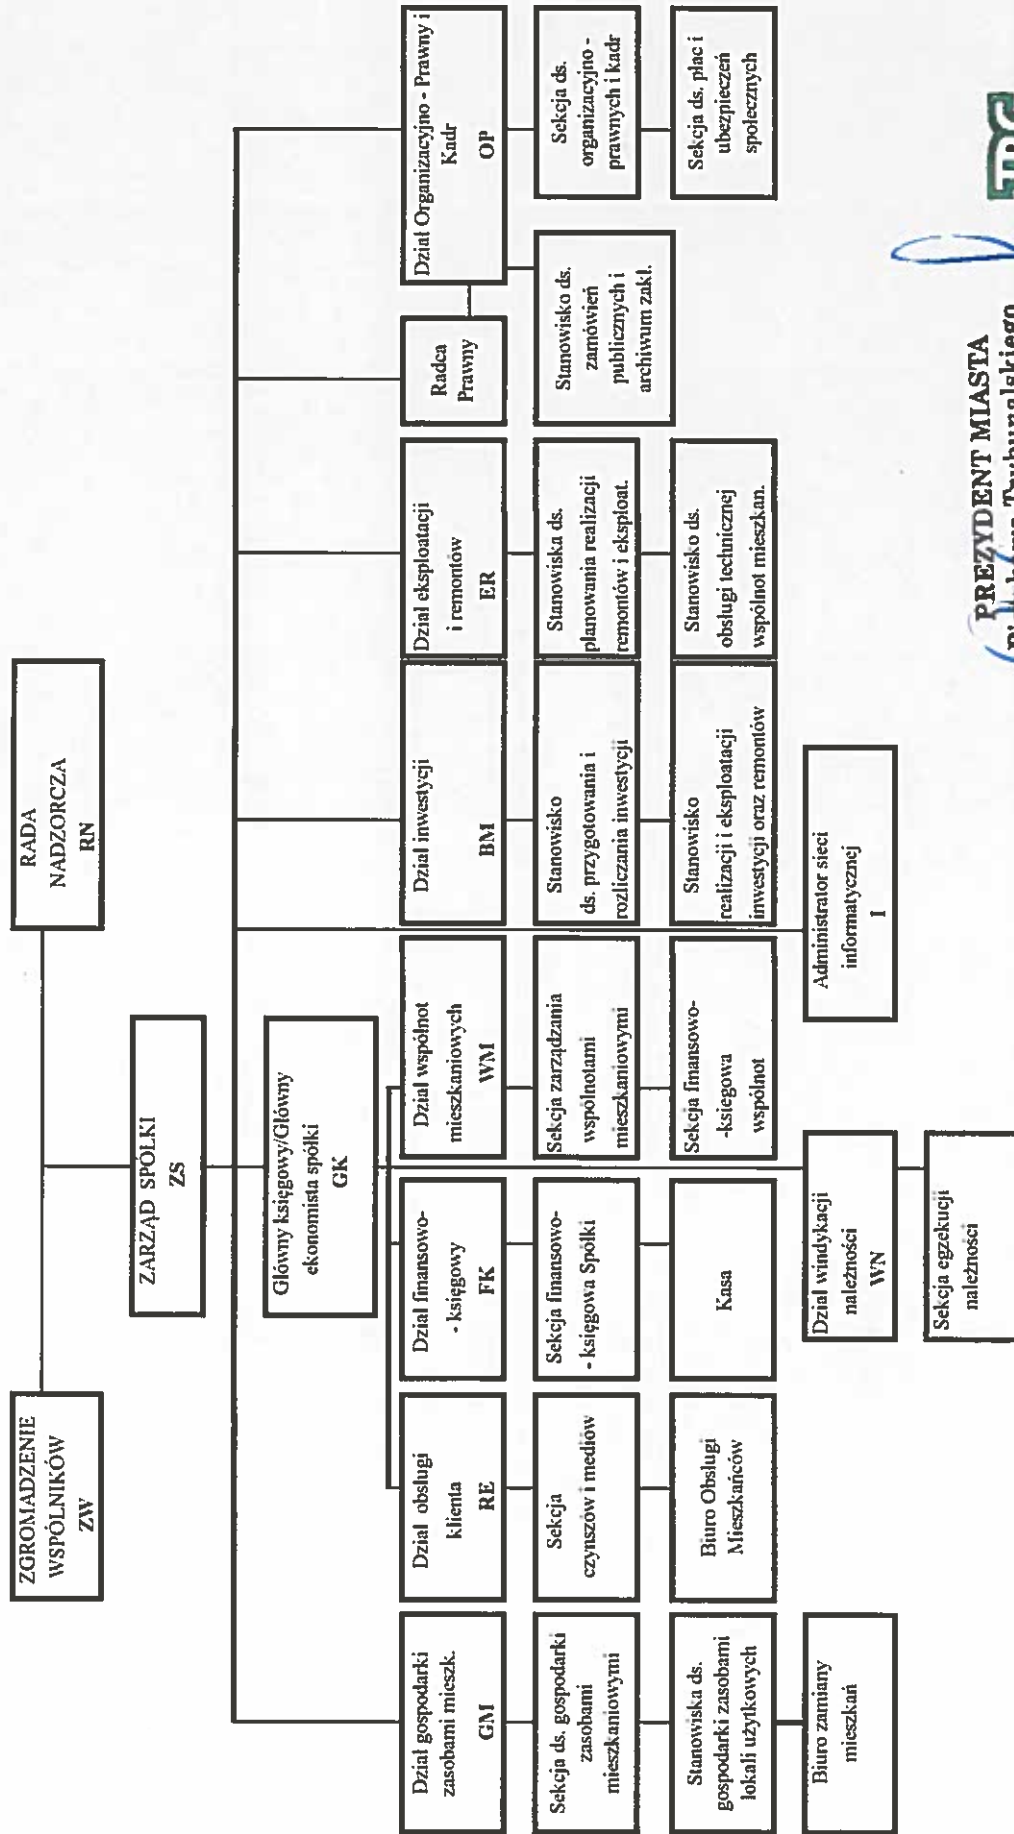 ZGROMADZENIE
WSPÓLNIKÓW
ZW
RADA
NADZORCZA
RN
ZARZĄD SPÓŁKI
ZS
Główny księgowy/Główny
ekonomista spółki
GK
Dział gospodarki
zasobami mieszk.
GM
Dział obsługi
klienta
RE
Dział finansowo-
- księgowy
FK
Dział wspólnot
mieszkaniowych
WM
Dział inwestycji
BM
Dział eksploatacji
i remontów
ER
Radca
Prawny
Dział Organizacyjno - Prawny i
Kadr
OP
Sekcja ds. gospodarki
zasobami
mieszkaniowymi
Sekcja
czynszów i mediów
Sekcja finansowo-
- księgowa Spółki
Sekcja zarządzania
wspólnotami
mieszkaniowymi
Stanowisko
ds. przygotowania i
rozliczania inwestycji
Stanowiska ds.
planowania realizacji
remontów i eksploat.
Stanowisko ds.
zamówień
publicznych i
archiwum zakł.
Sekcja ds.
organizacyjno -
prawnych i kadr
Stanowiska ds.
gospodarki zasobami
lokali użytkowych
Biuro Obsługi
Mieszkańców
Kasa
Sekcja finansowo-
-księgowa
wspólnot
Stanowisko
realizacji i eksploatacji
inwestycji oraz remontów
Stanowisko ds.
obsługi technicznej
wspólnot mieszkan.
Sekcja ds. płac i
ubezpieczeń
społecznych
Biuro zamiany
mieszkań
Dział windykacji
należności
WN
Administrator sieci
informatycznej
I
Sekcja egzekucji
należności
PREZYDENT MIASTA
Trybunalskiego